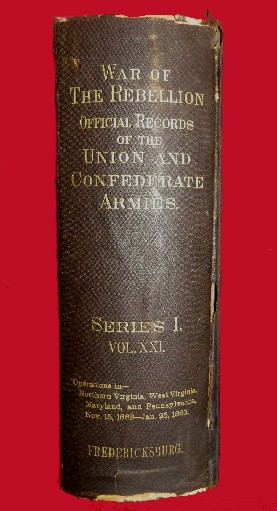 WAR OF
THE REBELLION
OFFICIAL RECORDS
OF THE
UNION AND
CONFEDERATE
ARMIES.
SERIES I.
VOL. XXI.
Operations in—
Northern Virginia, West Virginia,
Maryland, and Pennsylvania,
Nov. 15, 1862—Jan. 25, 1863.
FREDERICKSBURG.